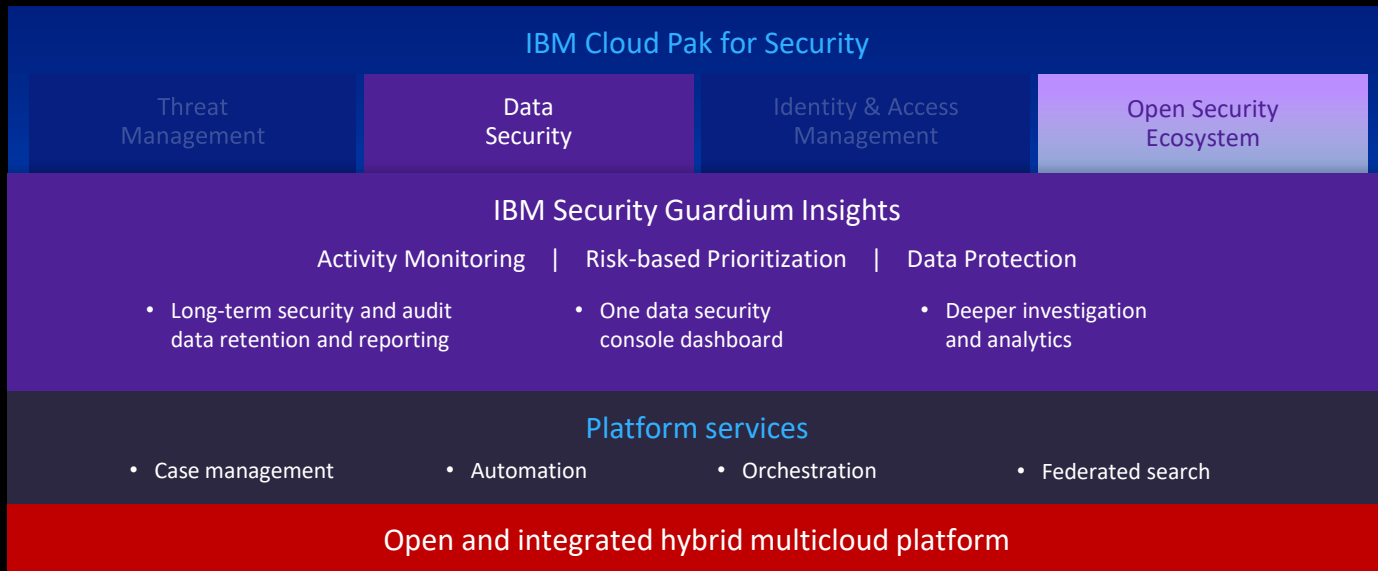 IBM Cloud Pak for Security
Threat
Management
Data
Security
Identity & Access
Management
Open Security
Ecosystem
IBM Security Guardium Insights
Activity Monitoring | Risk-based Prioritization | Data Protection
• Long-term security and audit
data retention and reporting
• One data security
console dashboard
• Deeper investigation
and analytics
Platform services
• Case management
• Automation
• Orchestration
• Federated search
Open and integrated hybrid multicloud platform